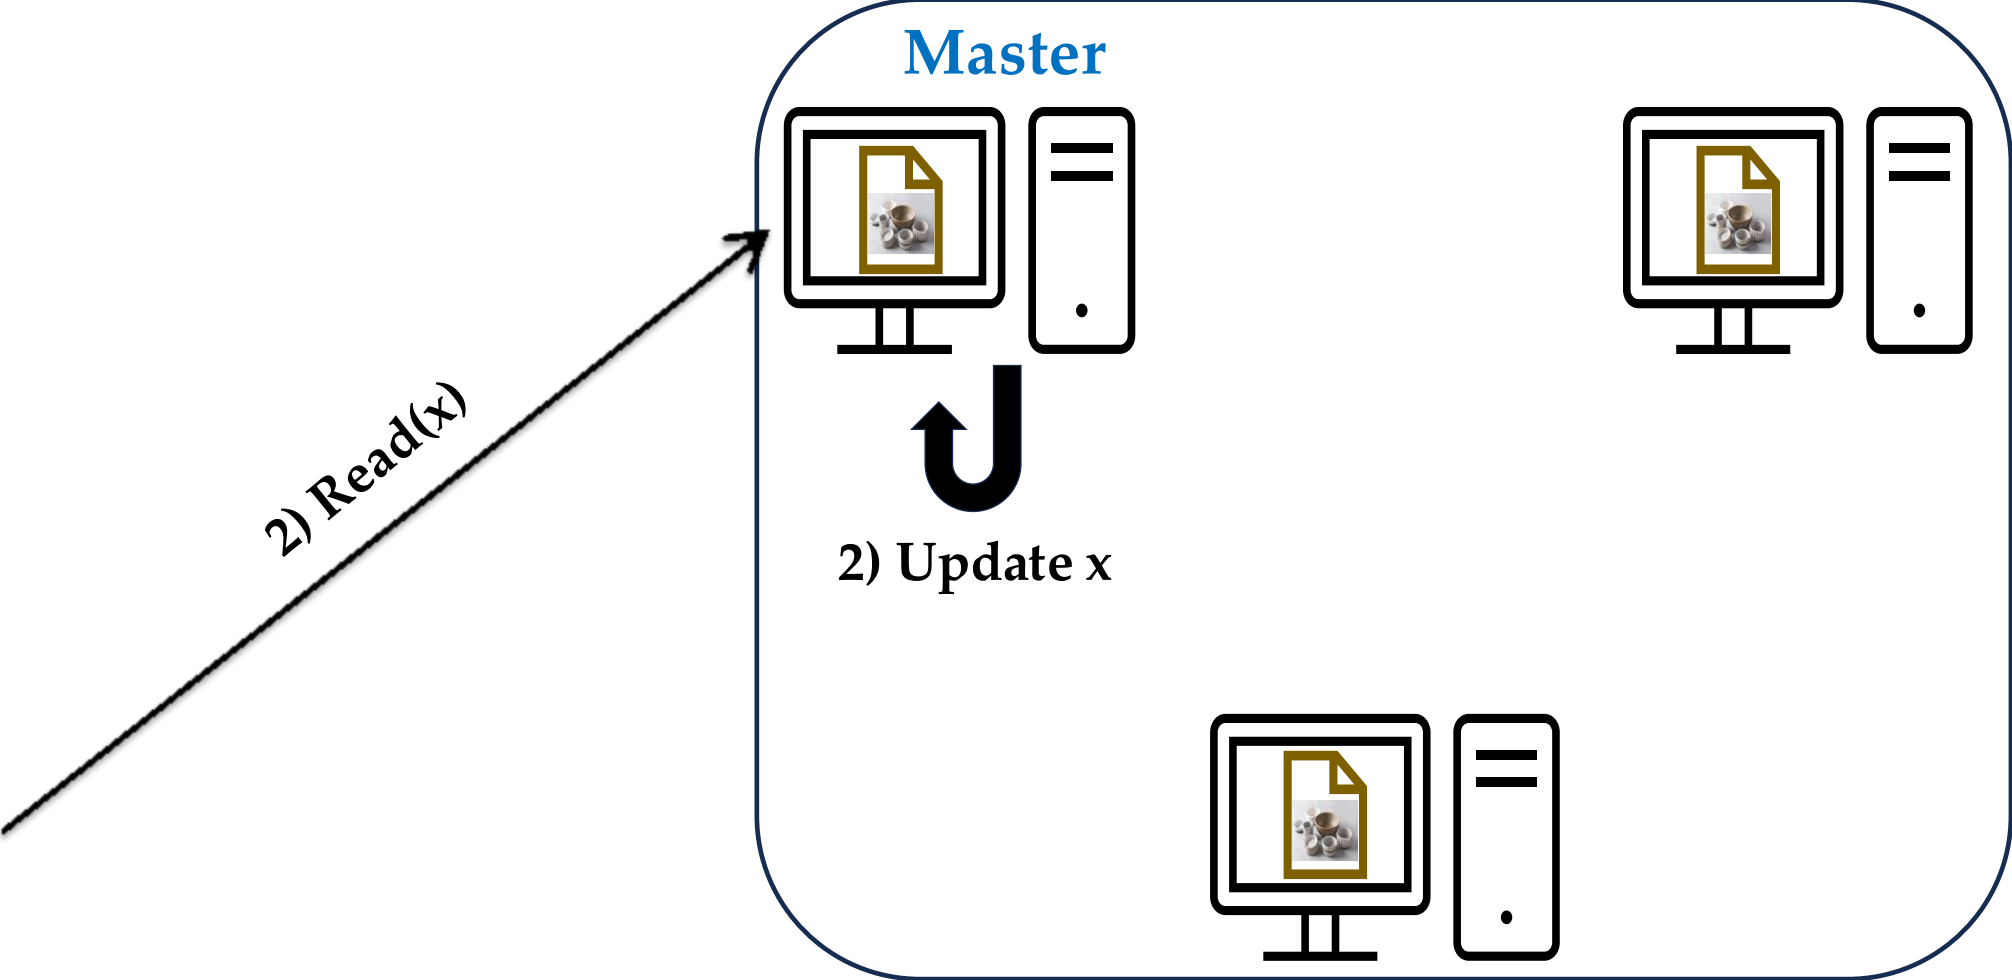 Master
2) Read(x)
2) Update x